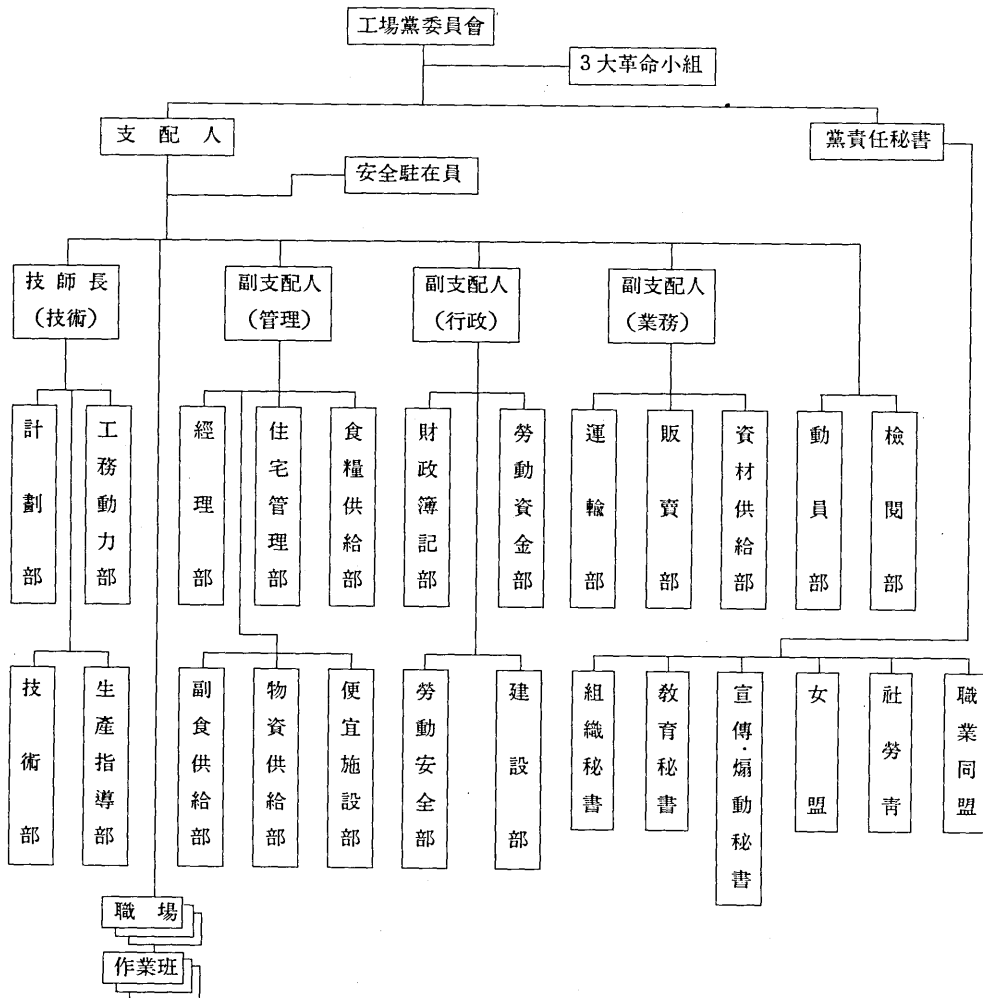 工場黨委員會
3大革命小組
支配人
黨責任秘書
安全駐在員
技師長
(技術)
副支配人
(管理)
副支配人
(行政)
副支配人
(業務)
計劃部
工務動力部
經理部
住宅管理部
食糧供給部
財政簿記部
勞動資金部
運輸部
販賣部
資材供給部
動員部
檢閱部
技術部
生產指導部
副食供給部
物資供給部
便宜施設部
勞動安全部
建設部
組織秘書
敎育秘書
宣傳·煽動秘書
女盟
社勞靑
職業同盟
職場
作業班